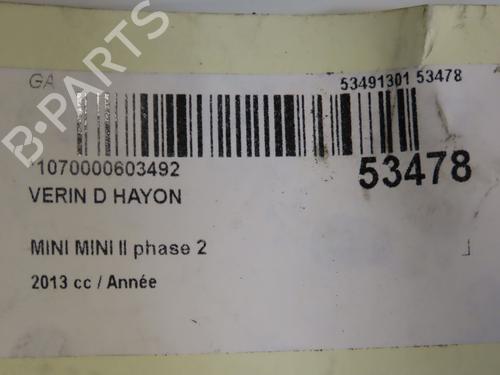 GA
53491301 53478
*1070000603492
53478
VERIN D HAYON
MINI MINI II phase 2
2013 cc / Année
B-PARTS